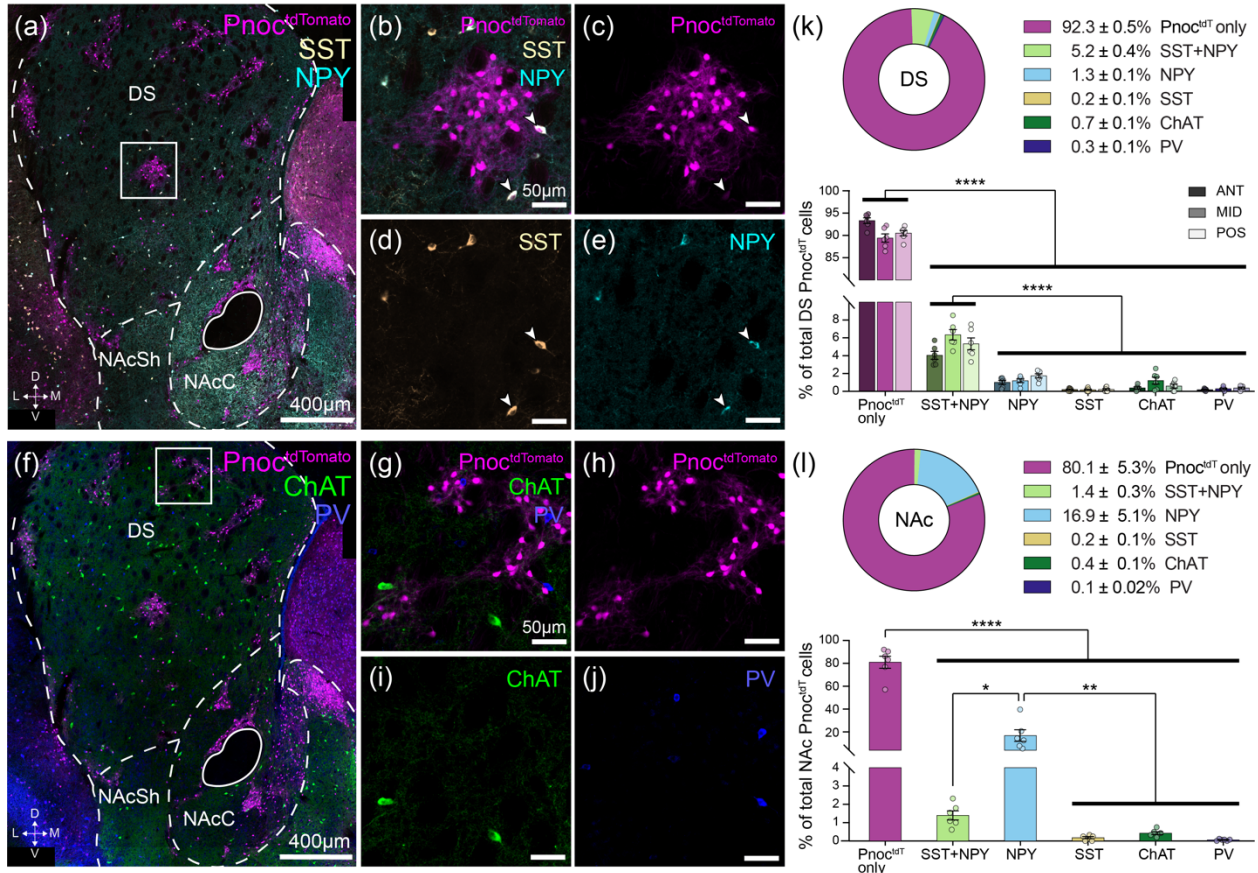 (a)
Pnoc^tdTomato
SST
NPY
DS
NAcSh
NAcC
D
L M
V
400μm
(b)
SST
NPY
50μm
(c)
Pnoc^tdTomato
(d)
SST
(e)
NPY
(f)
Pnoc^tdTomato
ChAT
PV
DS
NAcSh
NAcC
D
L M
V
400μm
(g)
Pnoc^tdTomato
ChAT
PV
50μm
(h)
Pnoc^tdTomato
(i)
ChAT
(j)
PV
(k)
DS
92.3 ± 0.5% Pnoc^tdT only
5.2 ± 0.4% SST+NPY
1.3 ± 0.1% NPY
0.2 ± 0.1% SST
0.7 ± 0.1% ChAT
0.3 ± 0.1% PV
% of total DS Pnoc^tdT cells
100
95
90
85
8
6
4
2
0
****
****
ANT
MID
POS
Pnoc^tdT only
SST+NPY
NPY
SST
ChAT
PV
(l)
NAc
80.1 ± 5.3% Pnoc^tdT only
1.4 ± 0.3% SST+NPY
16.9 ± 5.1% NPY
0.2 ± 0.1% SST
0.4 ± 0.1% ChAT
0.1 ± 0.02% PV
% of total NAc Pnoc^tdT cells
100
80
60
40
20
4
3
2
1
0
****
*
**
Pnoc^tdT only
SST+NPY
NPY
SST
ChAT
PV